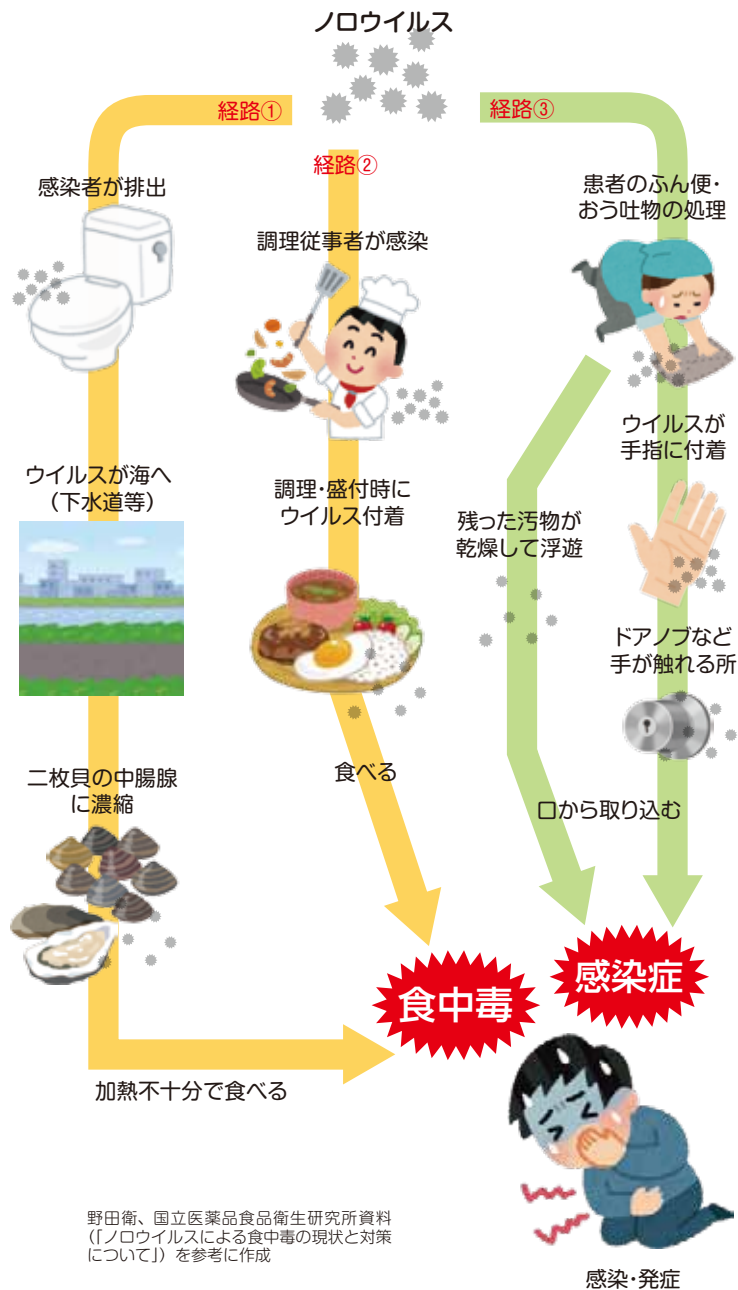 ノロウイルス
経路①
感染者が排出
ウイルスが海へ
(下水道等)
二枚貝の中腸腺
に濃縮
加熱不十分で食べる
経路②
調理従事者が感染
調理・盛付時に
ウイルス付着
食べる
食中毒
経路③
患者のふん便・
おう吐物の処理
ウイルスが
手指に付着
残った汚物が
乾燥して浮遊
ドアノブなど
手が触れる所
口から取り込む
感染症
感染・発症
野田衛、国立医薬品食品衛生研究所資料
(「ノロウイルスによる食中毒の現状と対策
について」)を参考に作成